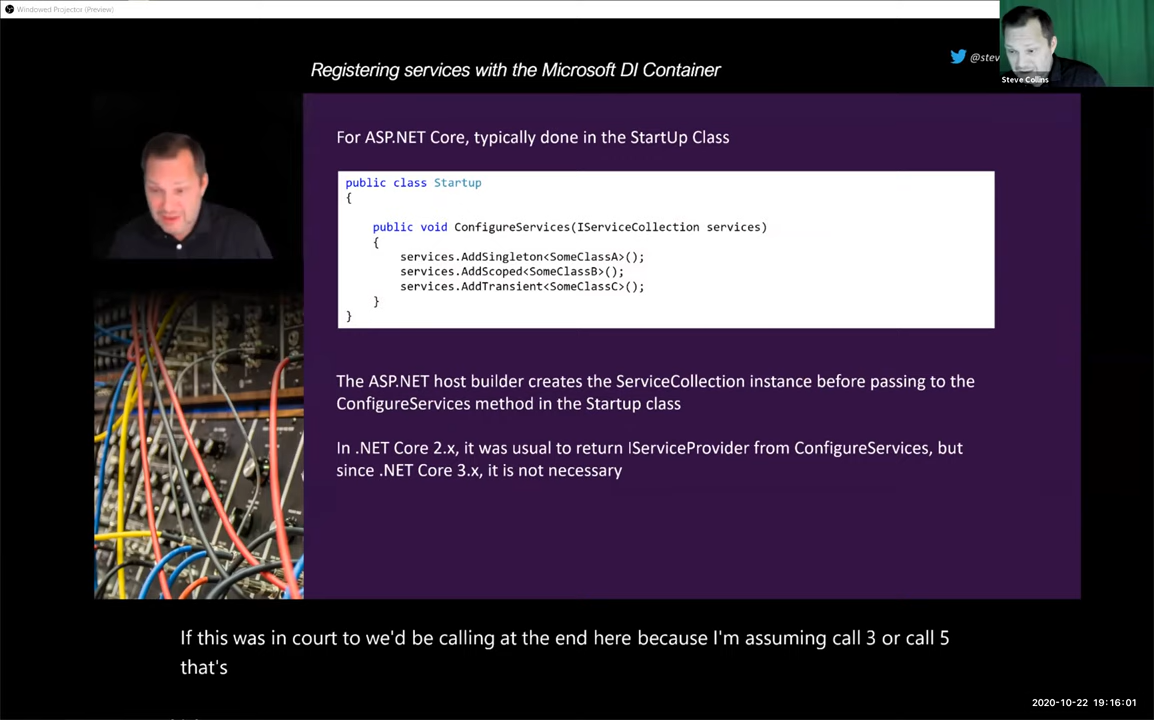 Windowed Projector (Preview)
Registering services with the Microsoft DI Container
@stev
Steve Collins
For ASP.NET Core, typically done in the StartUp Class
public class Startup
{
public void ConfigureServices(IServiceCollection services)
{
services.AddSingleton<SomeClassA>();
services.AddScoped<SomeClassB>();
services.AddTransient<SomeClassC>();
}
}
The ASP.NET host builder creates the ServiceCollection instance before passing to the
ConfigureServices method in the Startup class
In .NET Core 2.x, it was usual to return IServiceProvider from ConfigureServices, but
since .NET Core 3.x, it is not necessary
If this was in court to we'd be calling at the end here because I'm assuming call 3 or call 5
that's
2020-10-22 19:16:01